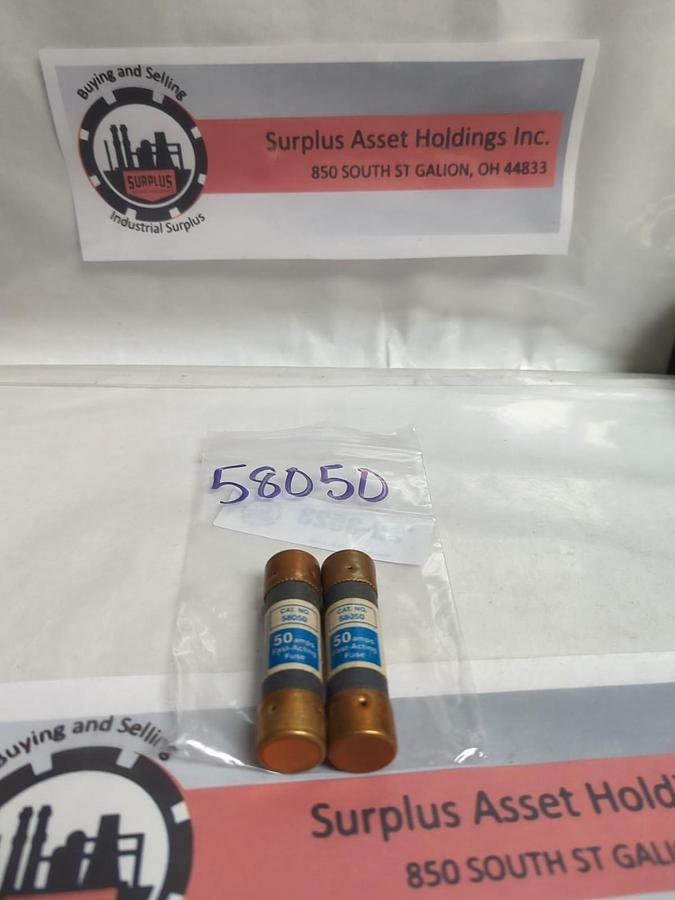 Buying and Selling
SURPLUS
Industrial Surplus
Surplus Asset Holdings Inc.
850 SOUTH ST GALION, OH 44833
58050
CAT. NO.
58050
50 amps
Fast-Acting
Fuse
CAT. NO.
58050
50 amps
Fast-Acting
Fuse
Buying and Selling
Surplus Asset Hold
850 SOUTH ST GALI